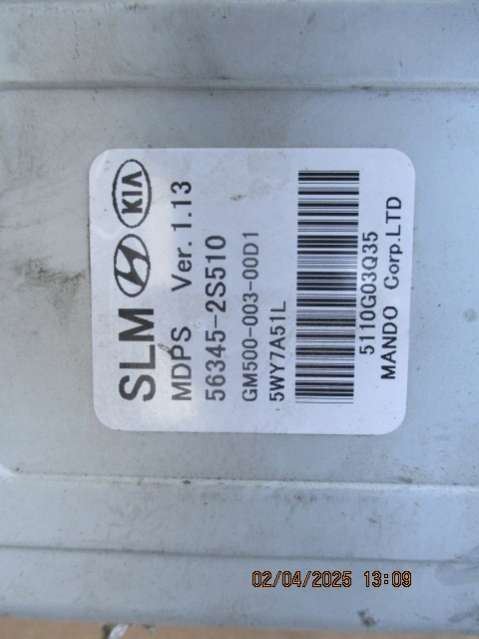 SLM KIA
MDPS Ver. 1.13
56345-2S510
GM500-003-00D1
5WY7A51L
5110G03Q35
MANDO Corp.LTD
02/04/2025 13:09